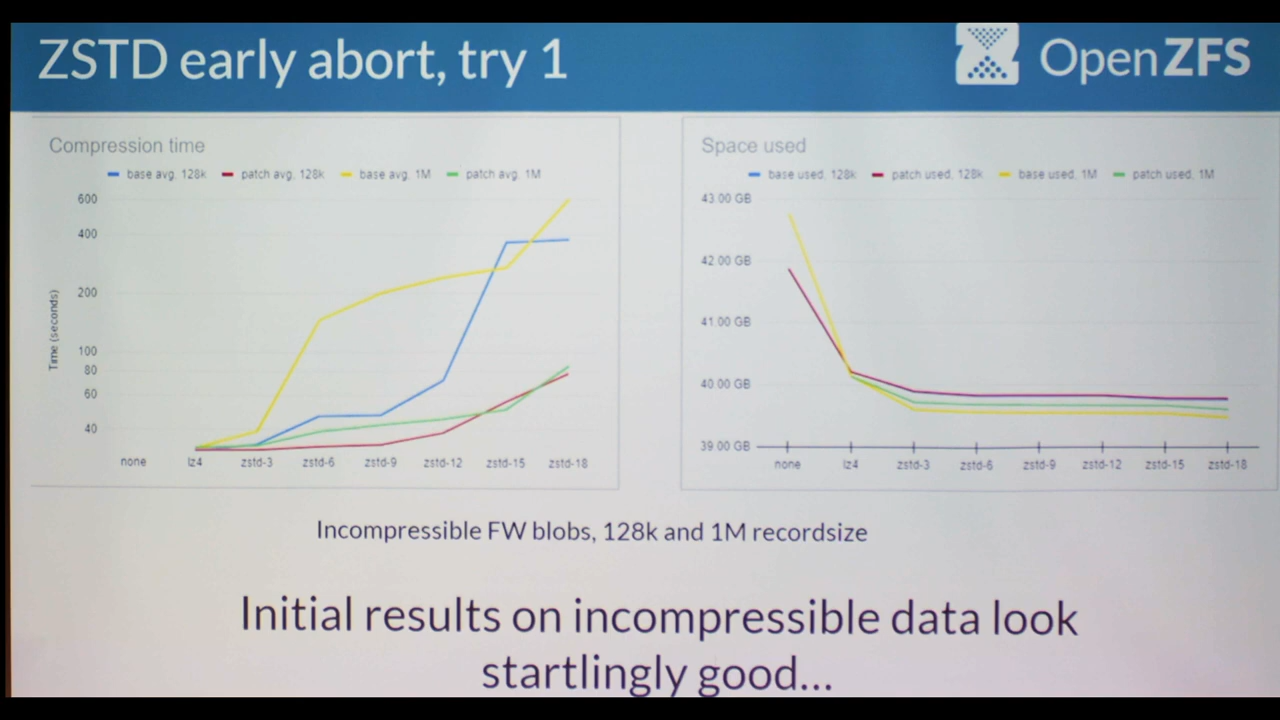 ZSTD early abort, try 1
OpenZFS
Compression time
base avg. 128k patch avg. 128k base avg. 1M patch avg. 1M
600
400
200
100
80
60
40
Time (seconds)
none lz4 zstd-3 zstd-6 zstd-9 zstd-12 zstd-15 zstd-18
Space used
base used, 128k patch used, 128k base used, 1M patch used, 1M
43.00 GB
42.00 GB
41.00 GB
40.00 GB
39.00 GB
none lz4 zstd-3 zstd-6 zstd-9 zstd-12 zstd-15 zstd-18
Incompressible FW blobs, 128k and 1M recordsize
Initial results on incompressible data look
startlingly good...